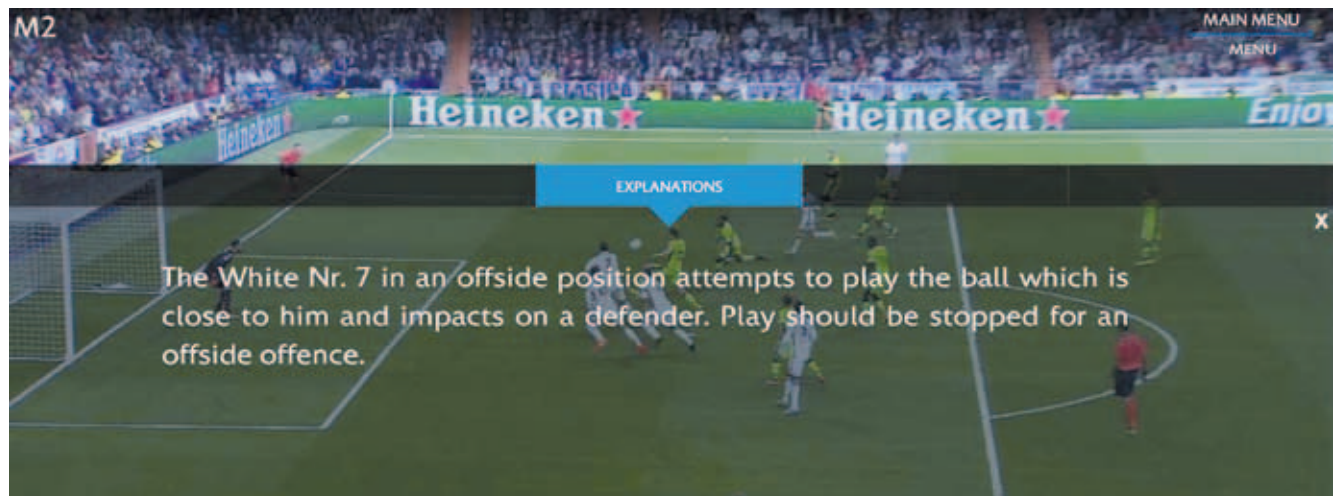 M2
MAIN MENU
MENU
Heineken
Heineken
Heineken
Enjoy
EXPLANATIONS
X
The White Nr. 7 in an offside position attempts to play the ball which is
close to him and impacts on a defender. Play should be stopped for an
offside offence.